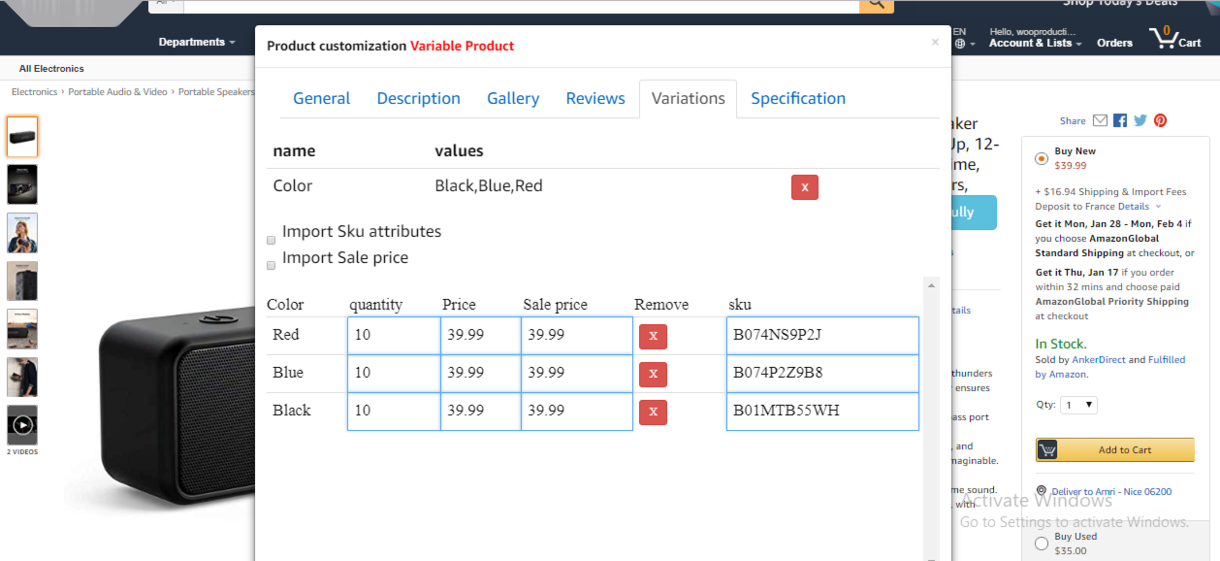 All
Shop Today's Deals
Departments
EN
Hello, wooproducti...
Account & Lists
Orders
0
Cart
All Electronics
Electronics › Portable Audio & Video › Portable Speakers
2 VIDEOS
Product customization Variable Product
×
General
Description
Gallery
Reviews
Variations
Specification
name values
Color Black,Blue,Red x
Import Sku attributes
Import Sale price
Color quantity Price Sale price Remove sku
Red 10 39.99 39.99 x B074NS9P2J
Blue 10 39.99 39.99 x B074P2Z9B8
Black 10 39.99 39.99 x B01MTB55WH
aker
Up, 12-
me,
rs,
ully
tails
thunders
ensures
ass port
, and
maginable.
me sound.
, with
Share
Buy New
$39.99
+ $16.94 Shipping & Import Fees
Deposit to France Details
Get it Mon, Jan 28 - Mon, Feb 4 if
you choose AmazonGlobal
Standard Shipping at checkout, or
Get it Thu, Jan 17 if you order
within 32 mins and choose paid
AmazonGlobal Priority Shipping
at checkout
In Stock.
Sold by AnkerDirect and Fulfilled
by Amazon.
Qty: 1
Add to Cart
Deliver to Amri - Nice 06200
Activate Windows
Go to Settings to activate Windows.
Buy Used
$35.00